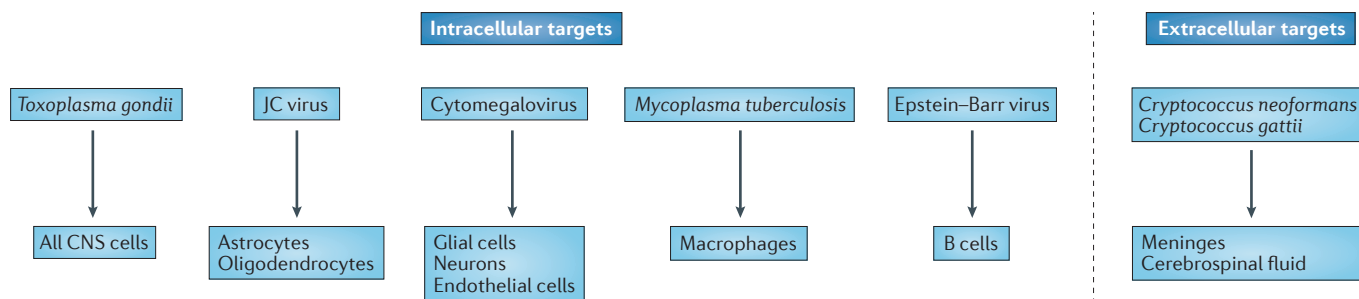 Intracellular targets
Extracellular targets
Toxoplasma gondii
JC virus
Cytomegalovirus
Mycoplasma tuberculosis
Epstein–Barr virus
Cryptococcus neoformans
Cryptococcus gattii
All CNS cells
Astrocytes
Oligodendrocytes
Glial cells
Neurons
Endothelial cells
Macrophages
B cells
Meninges
Cerebrospinal fluid